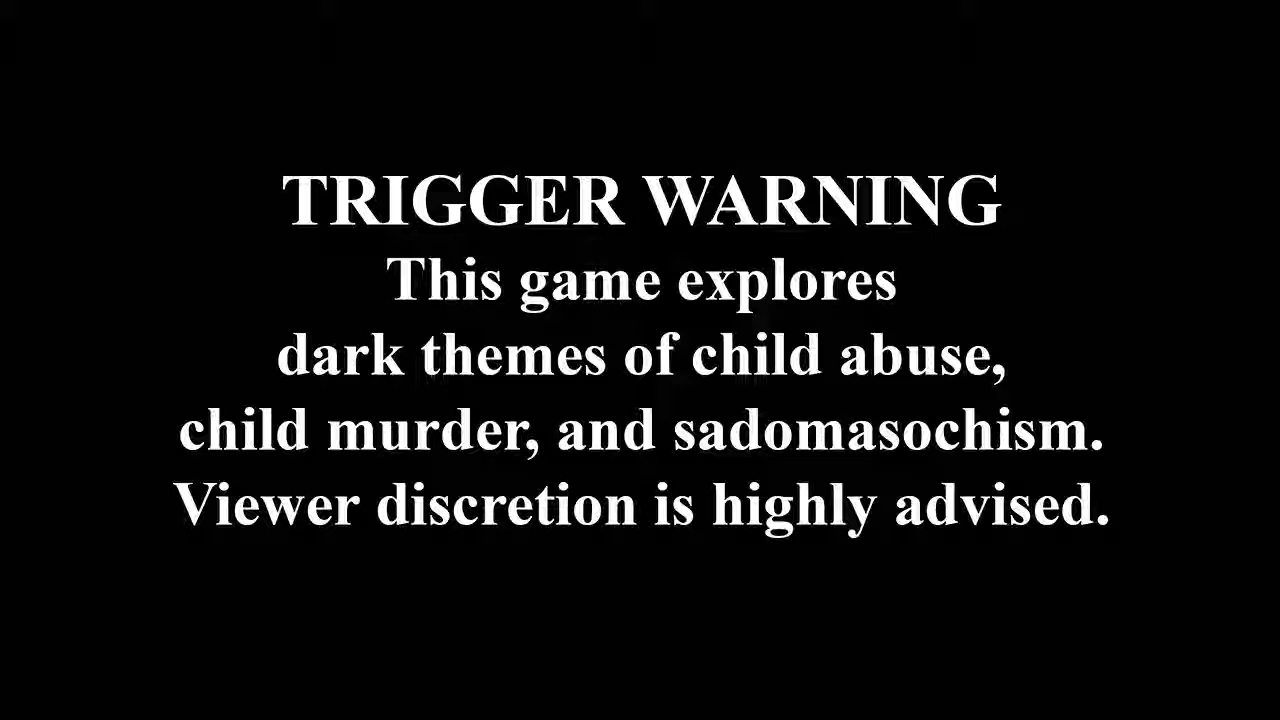 TRIGGER WARNING
This game explores
dark themes of child abuse,
child murder, and sadomasochism.
Viewer discretion is highly advised.